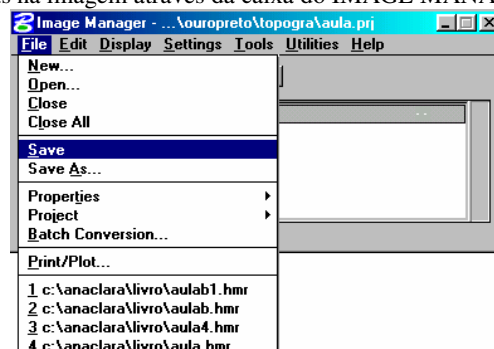 na imagem através da caixa do IMAGE
Image Manager - ...\ouropreto\topogra\aula.prj
File Edit Display Settings Tools Utilities Help
New...
Open...
Close
Close All
Save
Save As...
Properties
Project
Batch Conversion...
Print/Plot...
1 c:\anaclara\livro\aulab1.hmr
2 c:\anaclara\livro\aulab.hmr
3 c:\anaclara\livro\aula4.hmr
4 c:\anaclara\livro\aula.hmr